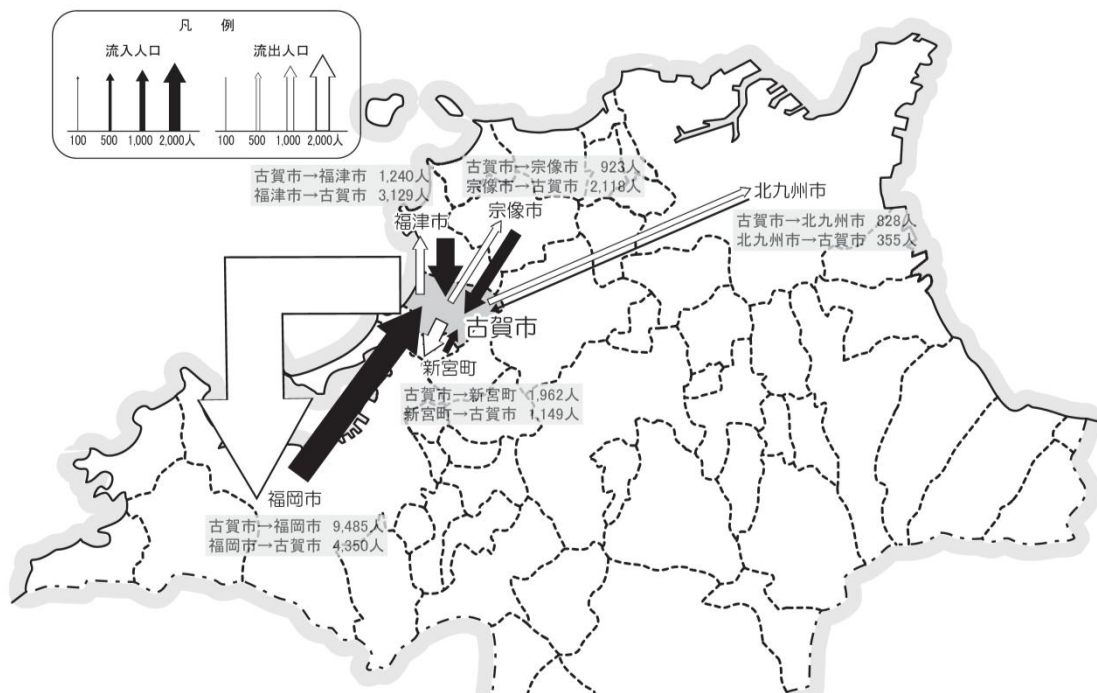 凡 例
流入人口 流出人口
100 500 1,000 2,000人 100 500 1,000 2,000人
古賀市→福津市 1,240人
福津市→古賀市 3,129人
古賀市→宗像市 923人
宗像市→古賀市 2,118人
福津市
宗像市
北九州市
古賀市→北九州市 828人
北九州市→古賀市 355人
古賀市
新宮町
古賀市→新宮町 1,962人
新宮町→古賀市 1,149人
福岡市
古賀市→福岡市 9,485人
福岡市→古賀市 4,350人